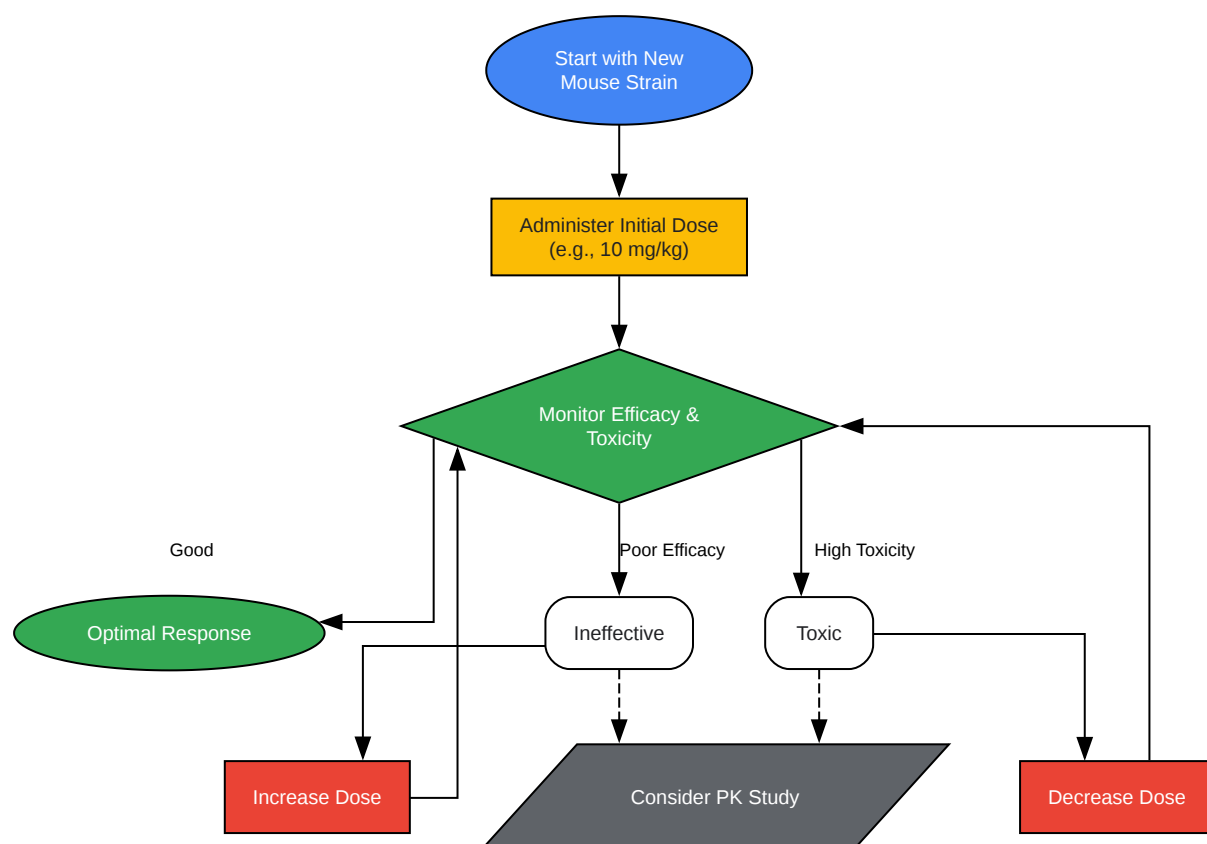 Start with New
Mouse Strain
Administer Initial Dose
(e.g., 10 mg/kg)
Monitor Efficacy &
Toxicity
Good
Poor Efficacy
High Toxicity
Optimal Response
Ineffective
Toxic
Increase Dose
Consider PK Study
Decrease Dose